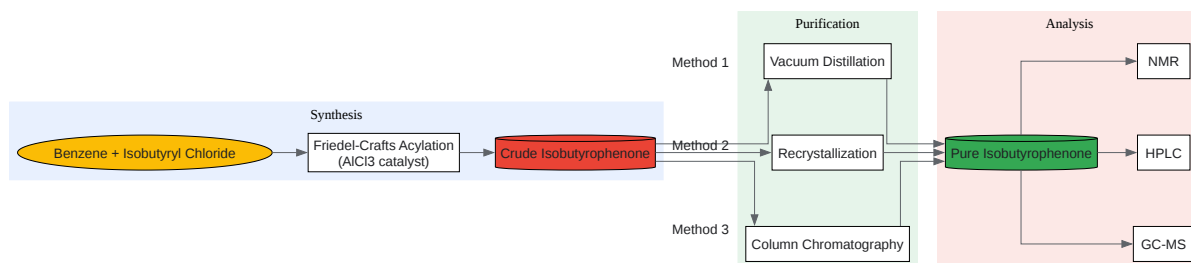 Purification
Analysis
Method 1
Vacuum Distillation
NMR
Synthesis
Benzene + Isobutyryl Chloride
Friedel-Crafts Acylation
(AlCl3 catalyst)
Crude Isobutyrophenone
Method 2
Recrystallization
Pure Isobutyrophenone
HPLC
Method 3
Column Chromatography
GC-MS